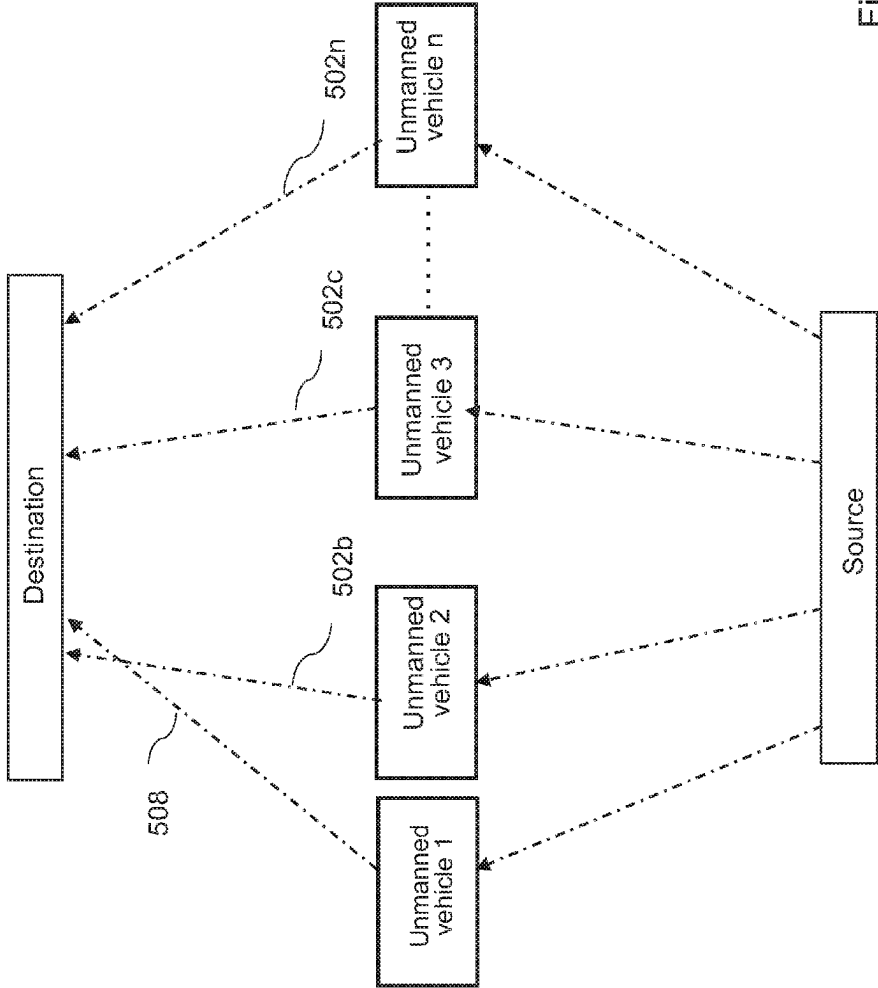 Destination
508
502b
502c
502n
Unmanned
vehicle 1
Unmanned
vehicle 2
Unmanned
vehicle 3
Unmanned
vehicle n
Source